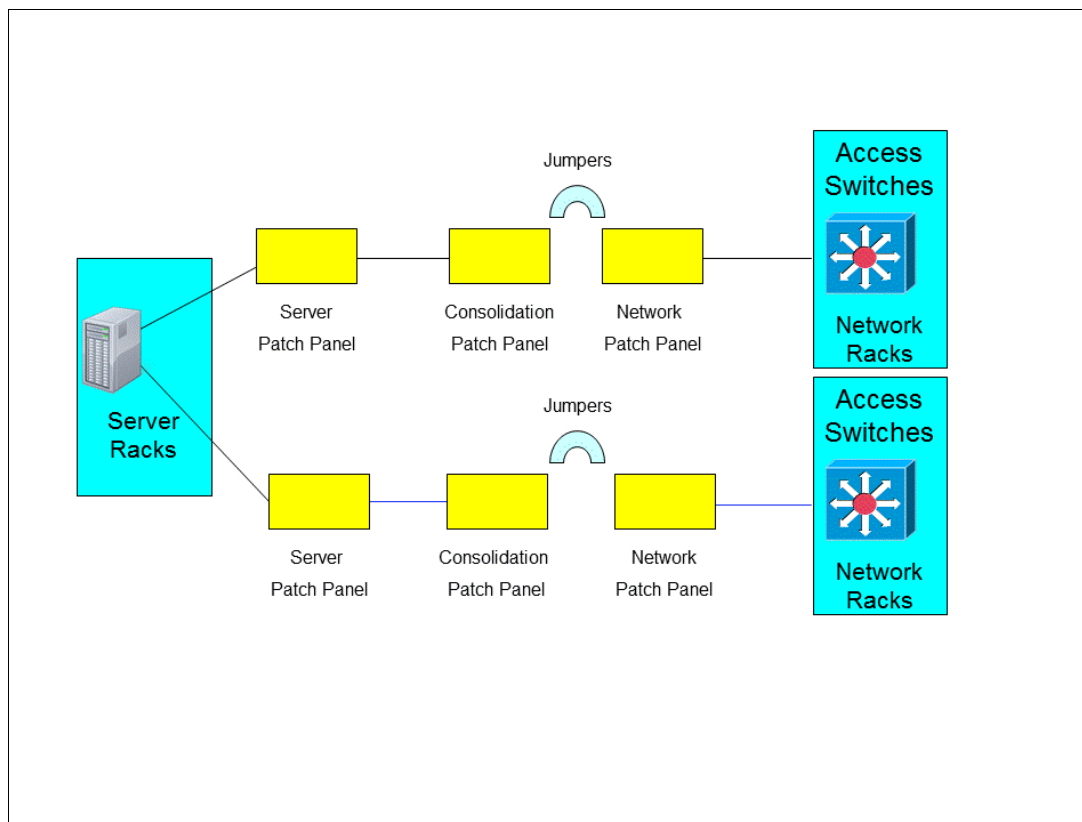 Jumpers
Access
Switches
Server
Patch Panel
Consolidation
Patch Panel
Network
Patch Panel
Network
Racks
Server
Racks
Jumpers
Access
Switches
Server
Patch Panel
Consolidation
Patch Panel
Network
Patch Panel
Network
Racks